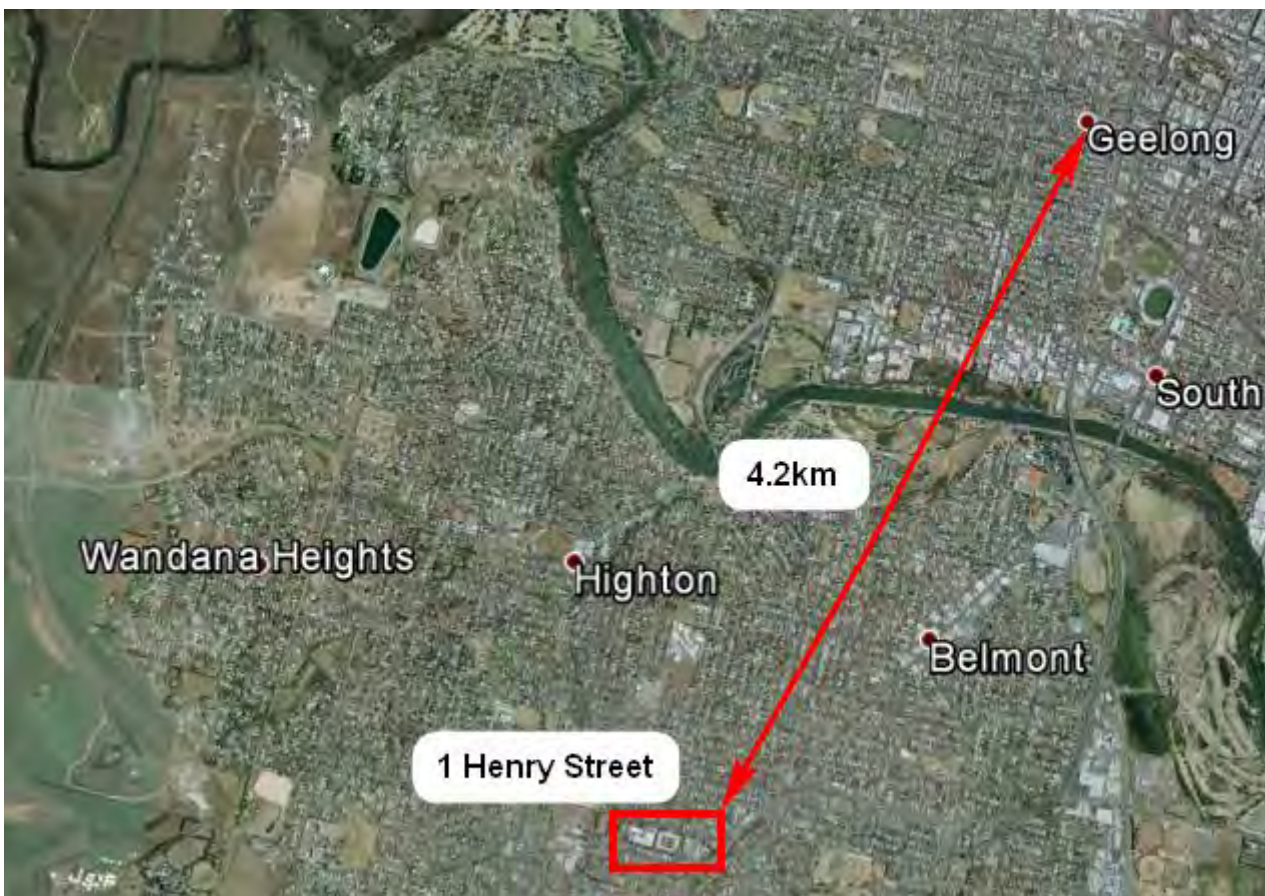 Geelong
South
4.2km
Wandana Heights
Highton
Belmont
1 Henry Street